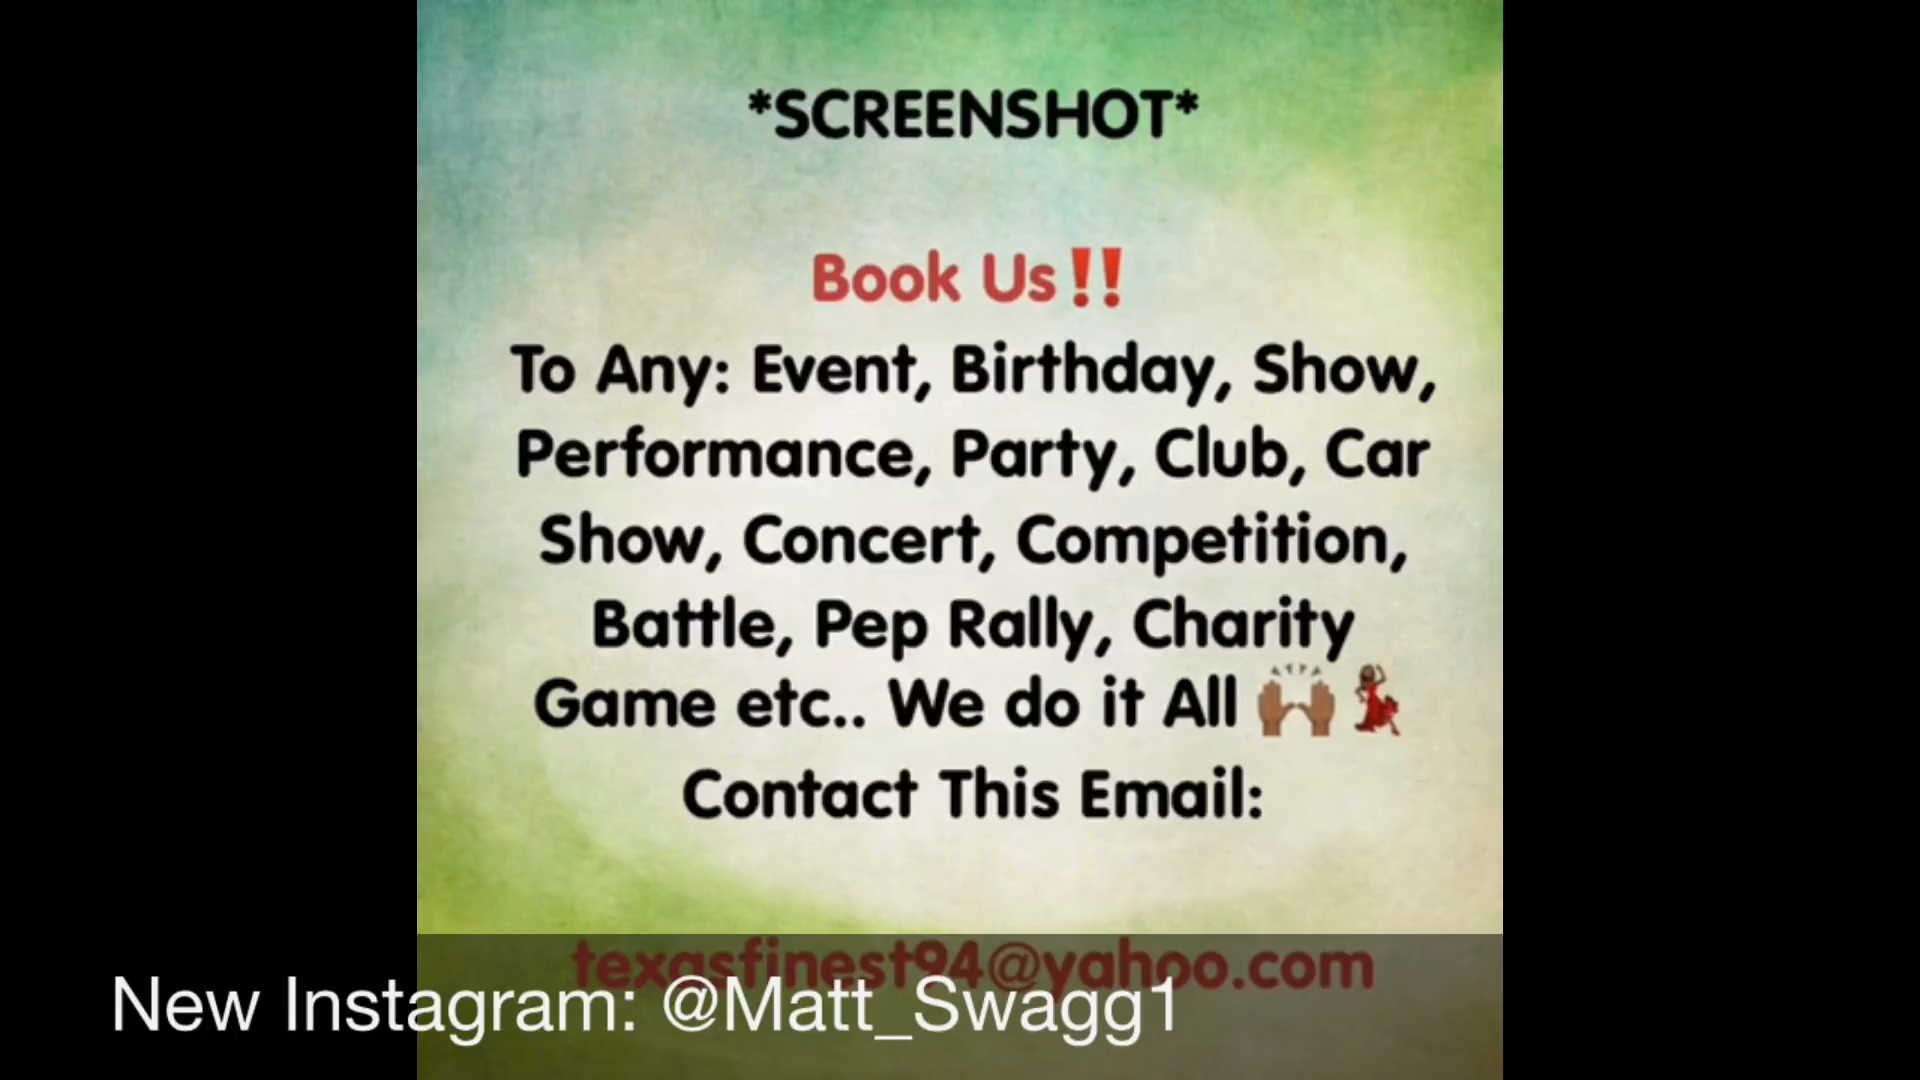 *SCREENSHOT*
Book Us‼️
To Any: Event, Birthday, Show,
Performance, Party, Club, Car
Show, Concert, Competition,
Battle, Pep Rally, Charity
Game etc.. We do it All 🙌🏾💃🏾
Contact This Email:
texasfinest94@yahoo.com
New Instagram: @Matt_Swagg1